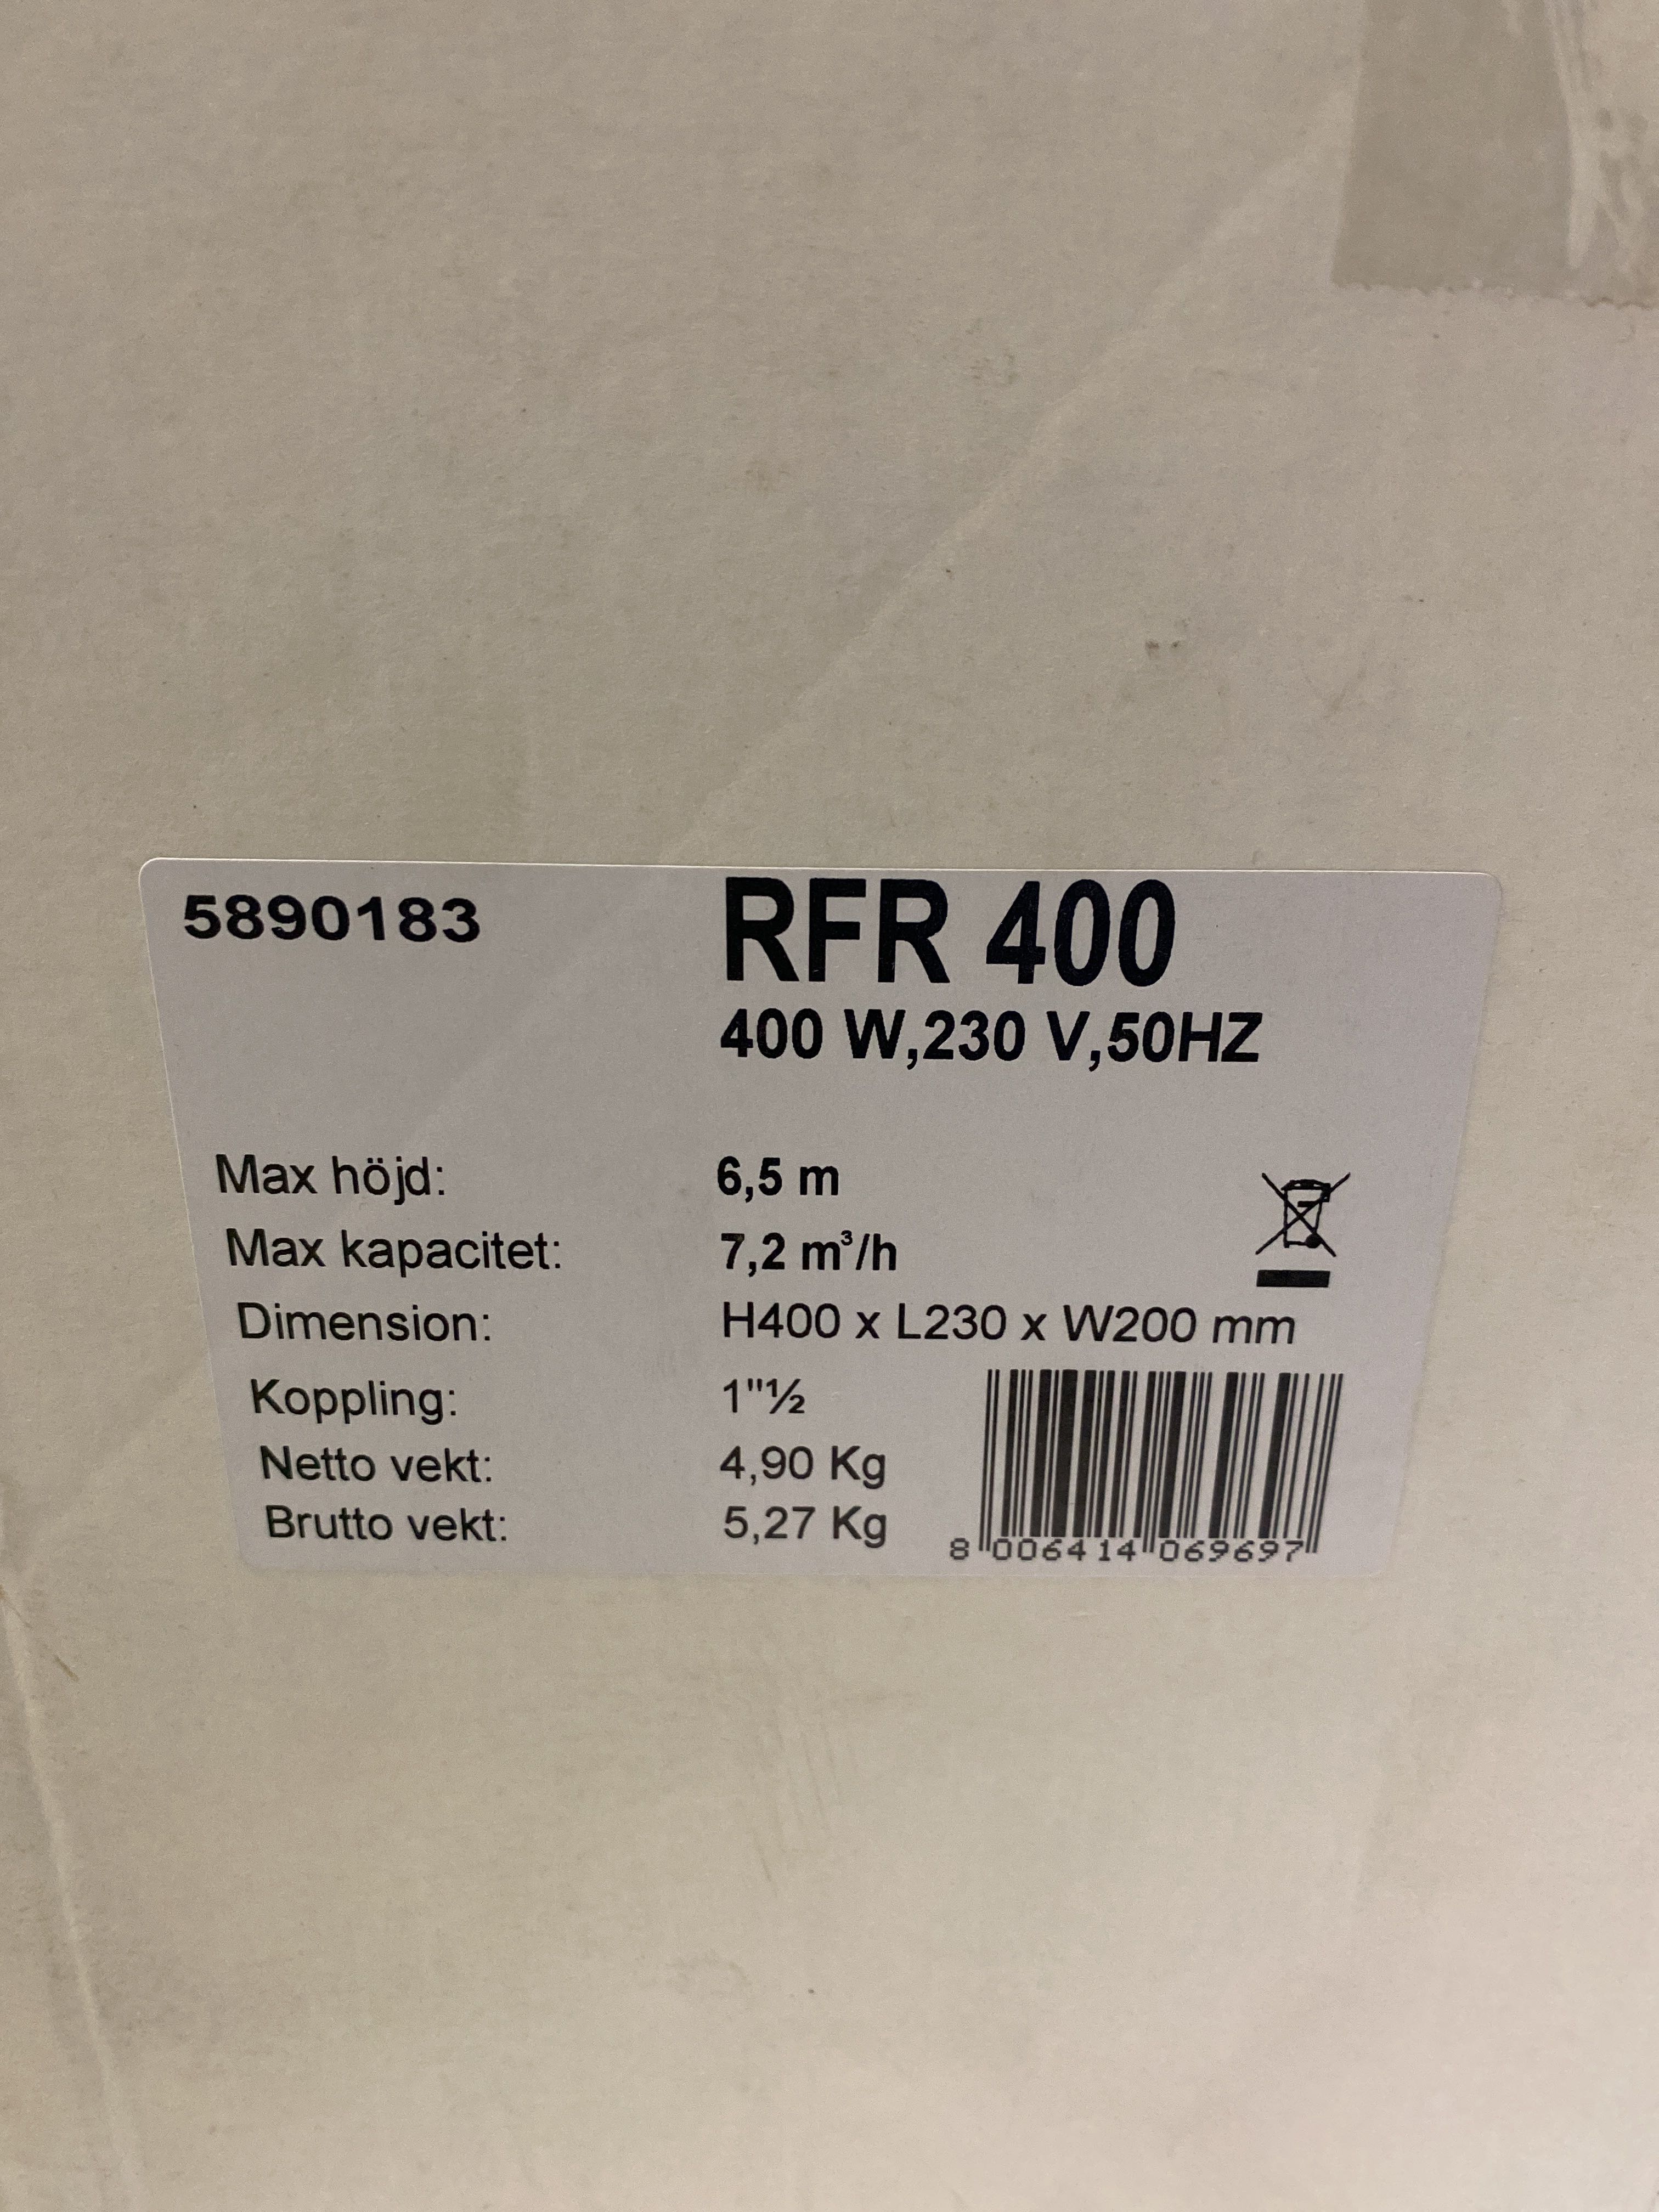 5890183
RFR 400
400 W,230 V,50HZ
Max höjd: 6,5 m
Max kapacitet: 7,2 m³/h
Dimension: H400 x L230 x W200 mm
Koppling: 1"½
Netto vekt: 4,90 Kg
Brutto vekt: 5,27 Kg
8 006414 069697